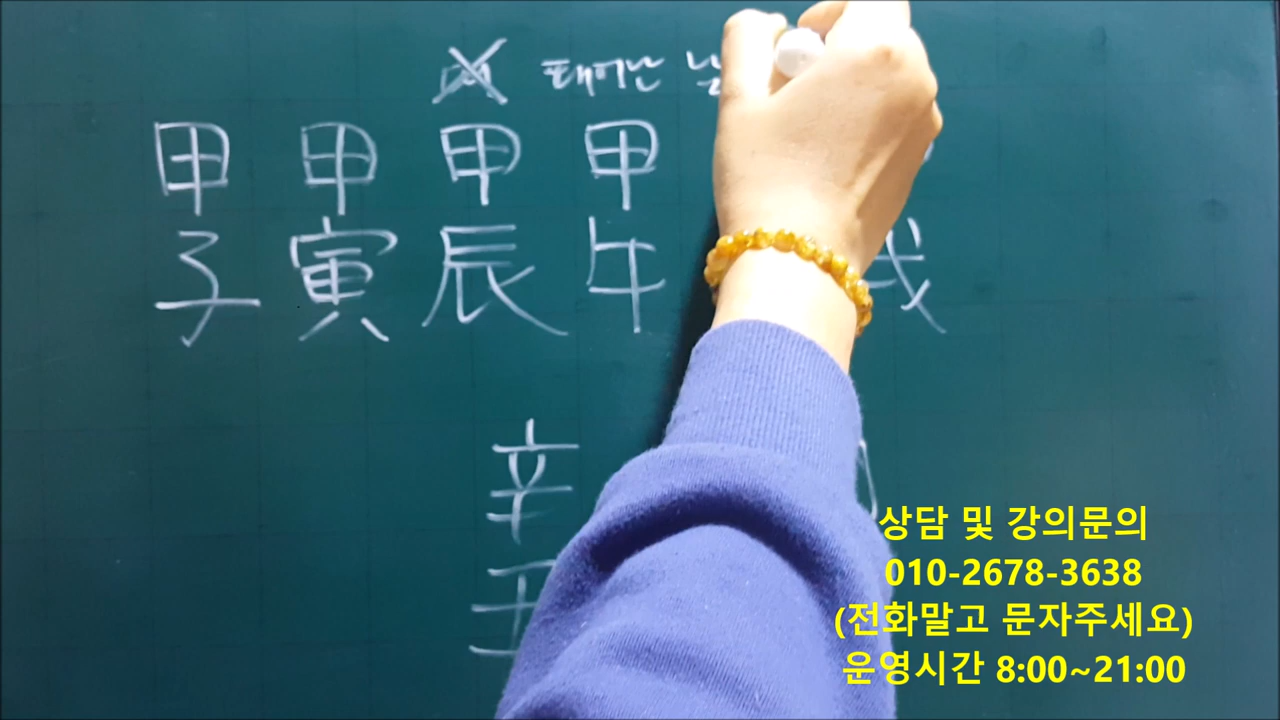 태어난
甲 甲 甲 甲
子 寅 辰 午 戌
辛
상담 및 강의문의
010-2678-3638
(전화말고 문자주세요)
운영시간 8:00~21:00